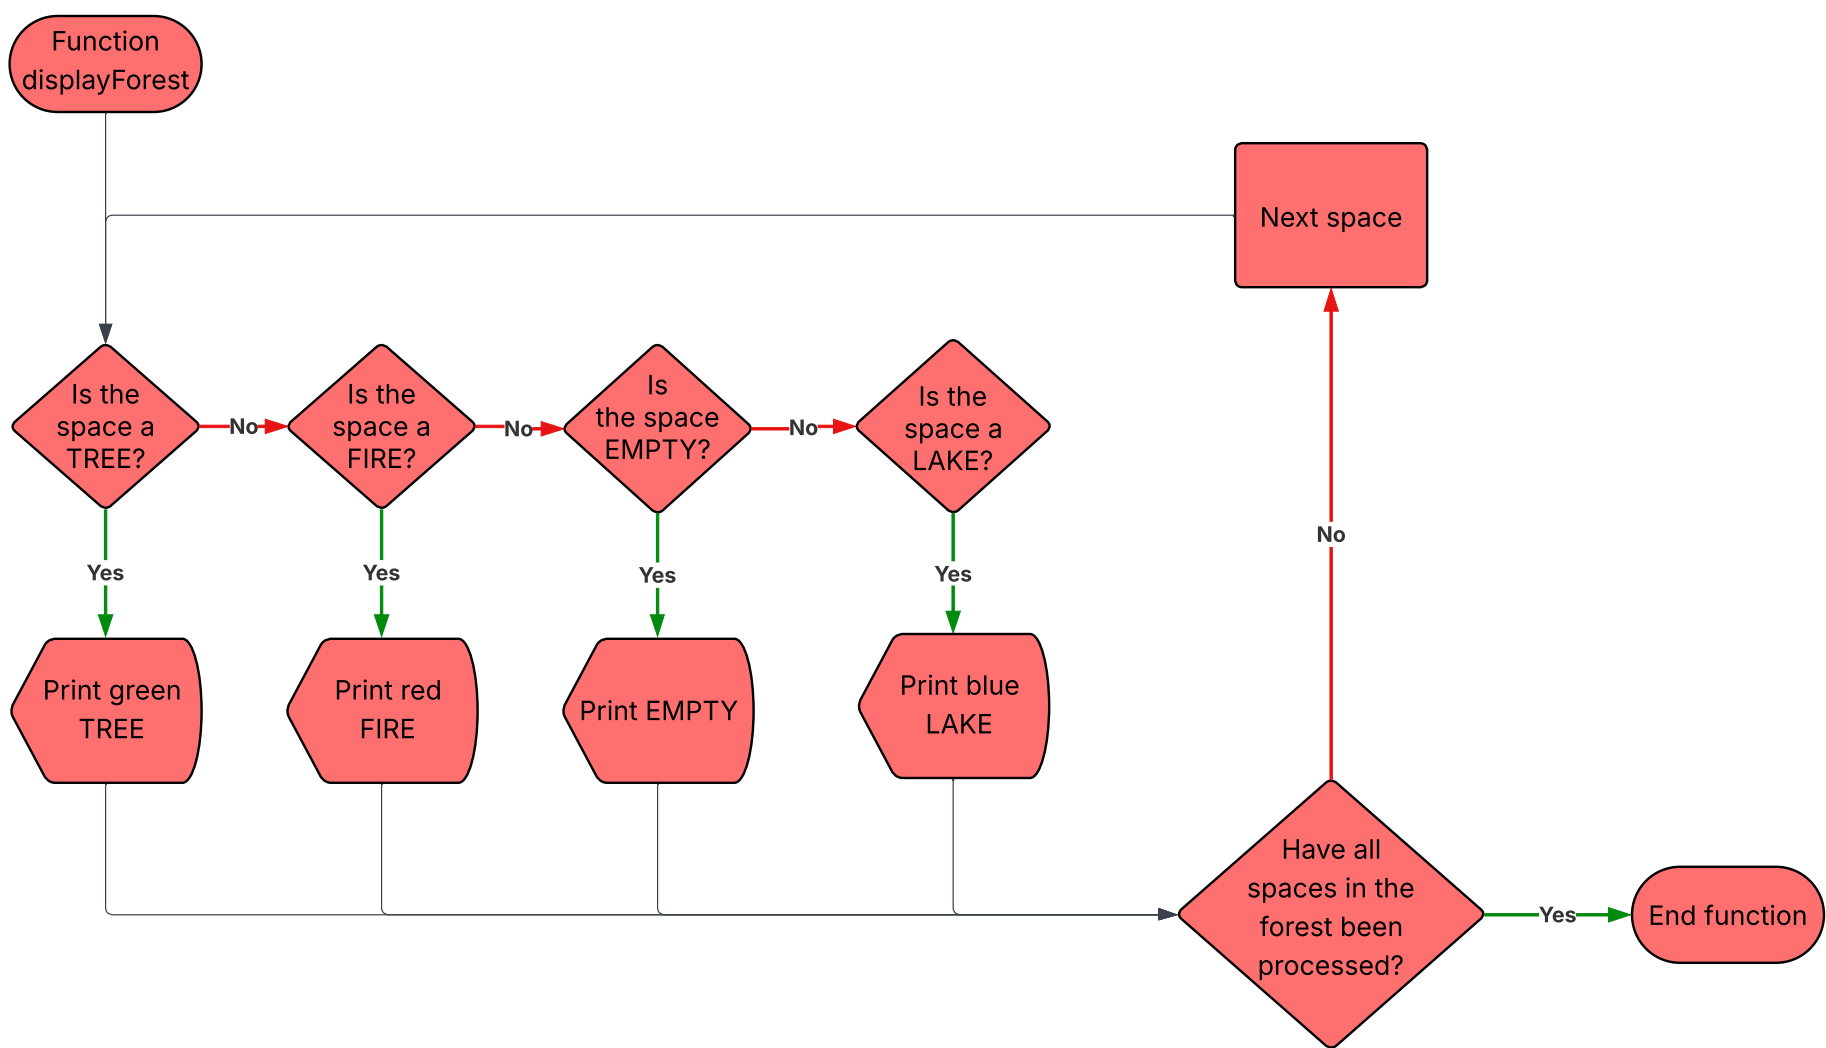 Function
displayForest
Next space
Is the
space a
TREE?
No
Is the
space a
FIRE?
No
Is
the space
EMPTY?
No
Is the
space a
LAKE?
No
Yes
Yes
Yes
Yes
Print green
TREE
Print red
FIRE
Print EMPTY
Print blue
LAKE
Have all
spaces in the
forest been
processed?
Yes
End function